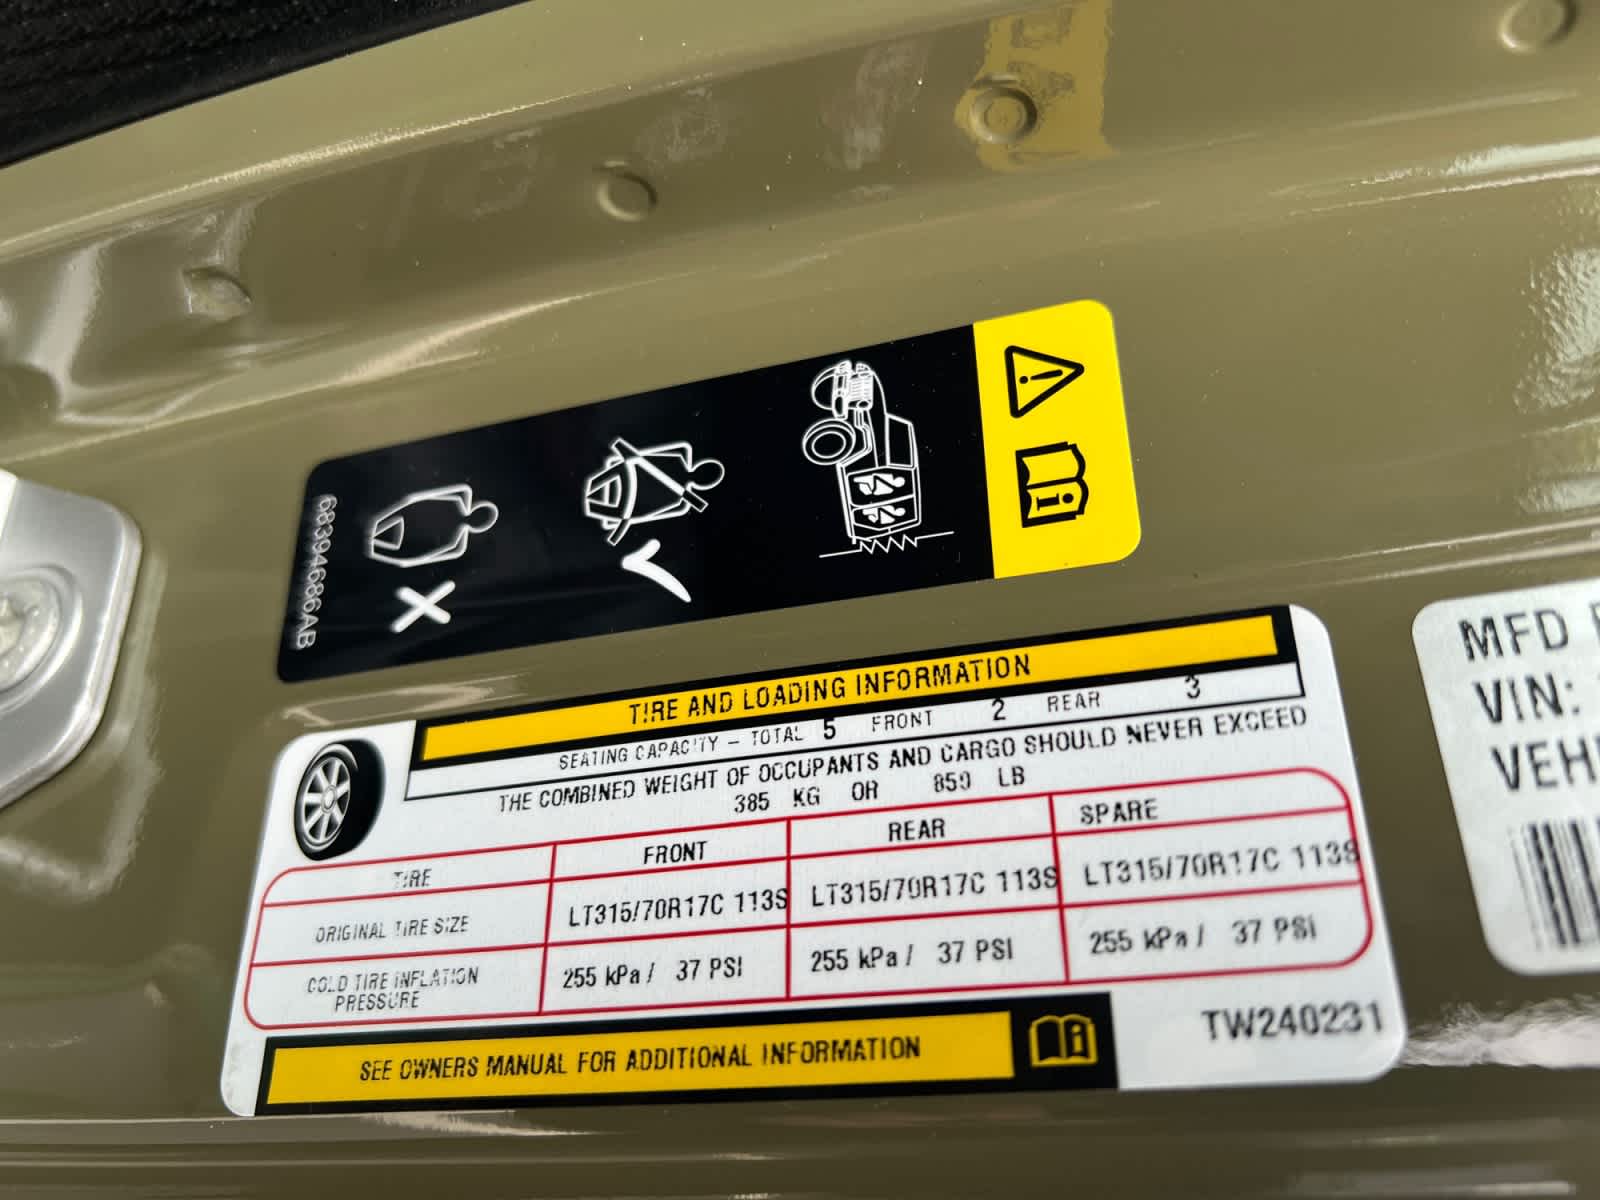 68394686AB
TIRE AND LOADING INFORMATION
SEATING CAPACITY – TOTAL 5 FRONT 2 REAR 3
THE COMBINED WEIGHT OF OCCUPANTS AND CARGO SHOULD NEVER EXCEED
385 KG OR 850 LB
TIRE FRONT REAR SPARE
ORIGINAL TIRE SIZE LT315/70R17C 113S LT315/70R17C 113S LT315/70R17C 113S
COLD TIRE INFLATION
PRESSURE 255 kPa / 37 PSI 255 kPa / 37 PSI 255 kPa / 37 PSI
SEE OWNERS MANUAL FOR ADDITIONAL INFORMATION
TW240231
MFD
VIN:
VEH